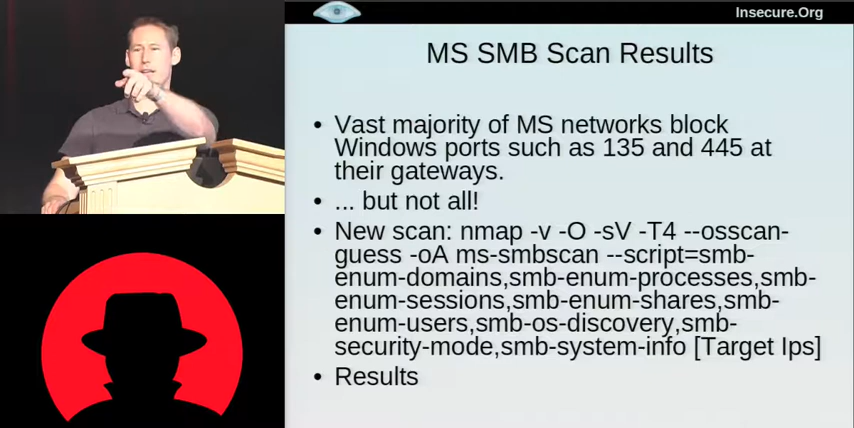 Insecure.Org
MS SMB Scan Results
• Vast majority of MS networks block
Windows ports such as 135 and 445 at
their gateways.
• ... but not all!
• New scan: nmap -v -O -sV -T4 --osscan-
guess -oA ms-smbscan --script=smb-
enum-domains,smb-enum-processes,smb-
enum-sessions,smb-enum-shares,smb-
enum-users,smb-os-discovery,smb-
security-mode,smb-system-info [Target Ips]
• Results